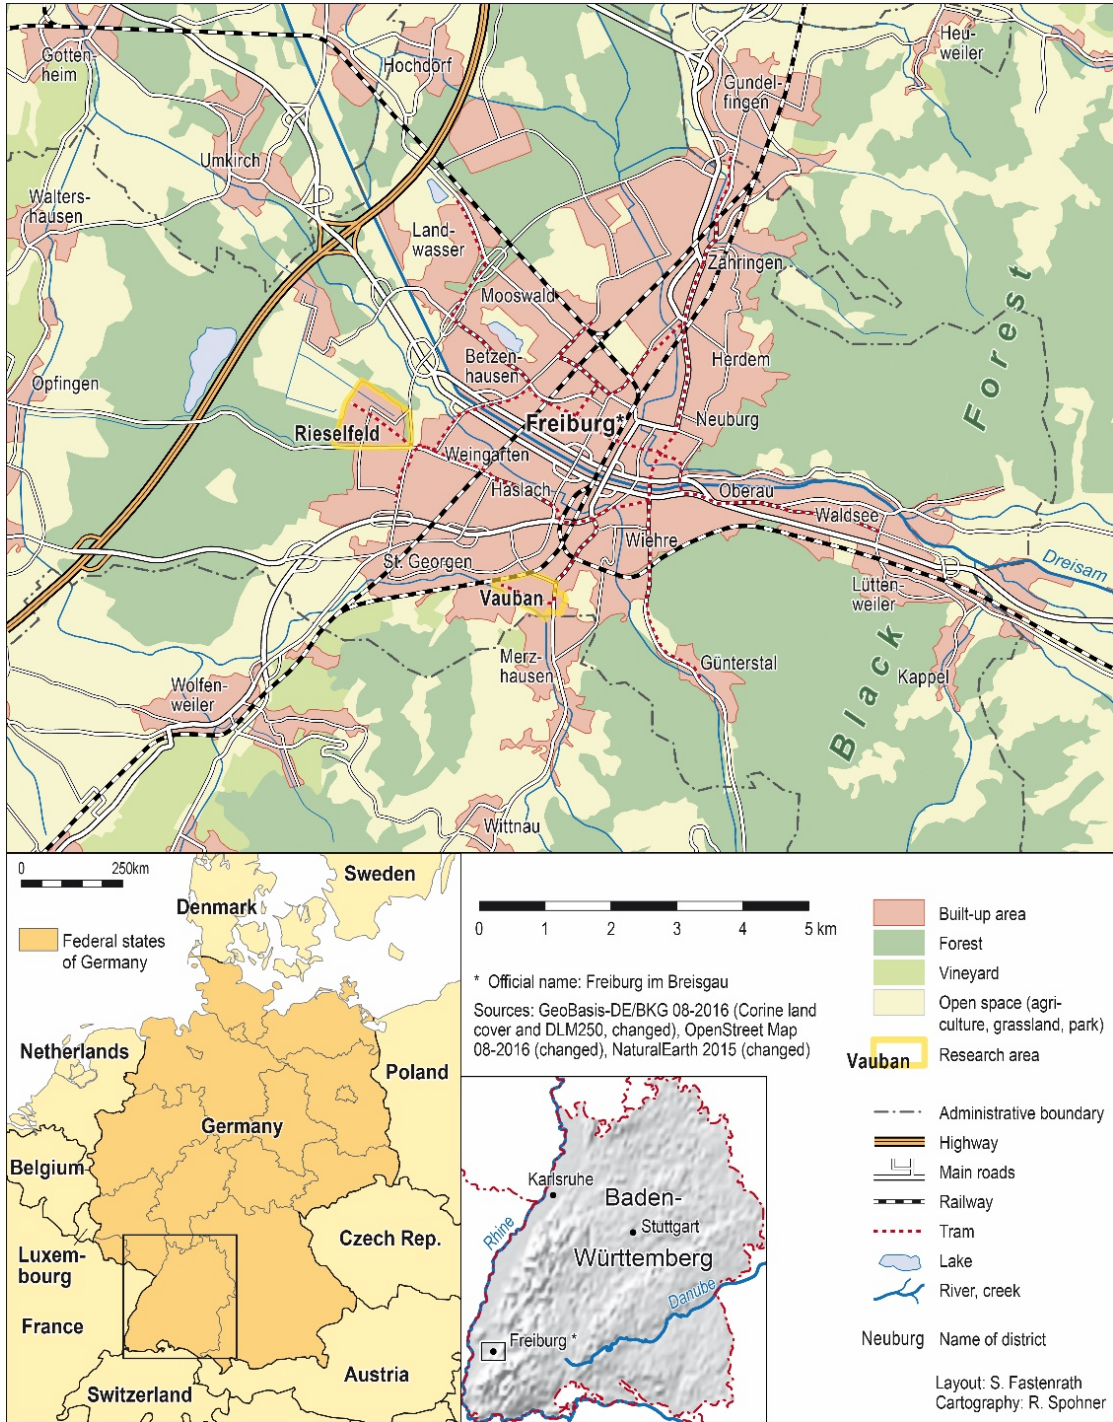 Gotten-
heim
Hochdorf
Heu-
weiler
Gundel-
fingen
Umkirch
Walters-
hausen
Land-
wasser
Zähringen
Mooswald
Forest
Betzen-
hausen
Herdern
Opfingen
Freiburg*
Neuburg
Rieselfeld
Weingarten
Haslach
Oberau
Waldsee
Wiehre
Dreisam
St. Georgen
Vauban
Lütten-
weiler
Merz-
hausen
Günterstal
Kappel
Black
Wolfen-
weiler
Wittnau
0 250km
Sweden
Denmark
Federal states
of Germany
Netherlands
Poland
Germany
Belgium
Luxem-
bourg
Czech Rep.
France
Austria
Switzerland
0 1 2 3 4 5 km
* Official name: Freiburg im Breisgau
Sources: GeoBasis-DE/BKG 08-2016 (Corine land
cover and DLM250, changed), OpenStreet Map
08-2016 (changed), NaturalEarth 2015 (changed)
Karlsruhe
Baden-
Stuttgart
Württemberg
Rhine
Danube
Freiburg *
Built-up area
Forest
Vineyard
Open space (agri-
culture, grassland, park)
Vauban Research area
Administrative boundary
Highway
Main roads
Railway
Tram
Lake
River, creek
Neuburg Name of district
Layout: S. Fastenrath
Cartography: R. Spohner